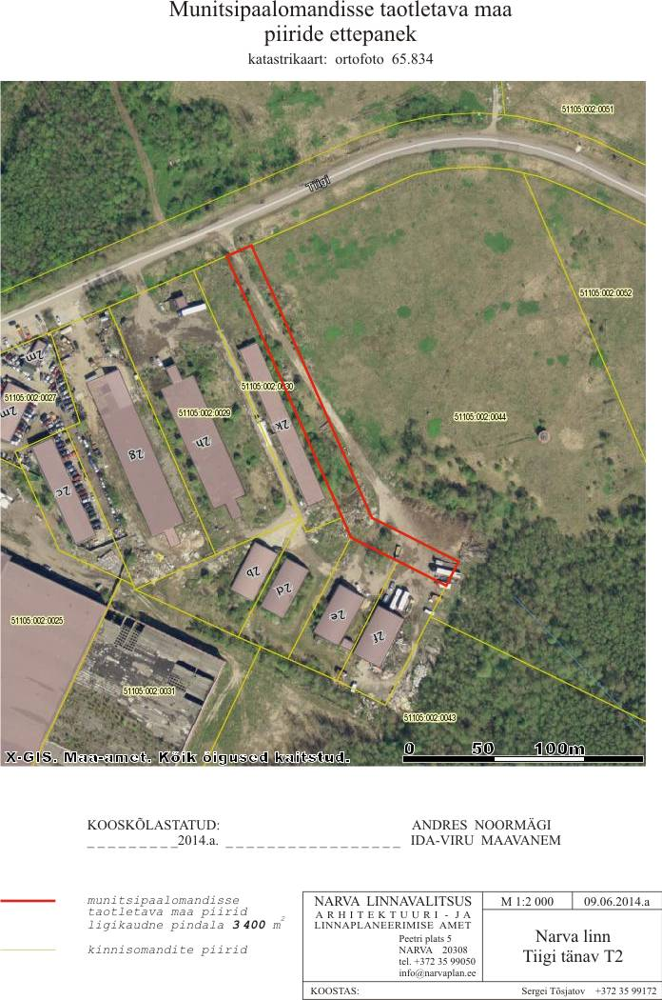 Munitsipaalomandisse taotletava maa
piiride ettepanek
katastrikaart: ortofoto 65.834
51105:002:0051
Tiigi
51105:002:0052
2m
51105:002:0027
51105:002:0030
51105:002:0029
51105:002:0044
2m
2k
2h
2g
2c
2b
2d
2e
2f
51105:002:0025
51105:002:0031
51105:002:0043
0 50 100m
X-GIS. Maa-amet. Kõik õigused kaitstud.
KOOSKÕLASTATUD: ANDRES NOORMÄGI
_ _ _ _ _ _ _ _ _2014.a. _ _ _ _ _ _ _ _ _ _ _ _ _ _ _ _ _ _ IDA-VIRU MAAVANEM
munitsipaalomandisse
taotletava maa piirid
ligikaudne pindala 3400 m²
kinnisomandite piirid
NARVA LINNAVALITSUS
ARHITEKTUURI - JA
LINNAPLANEERIMISE AMET
Peetri plats 5
NARVA 20308
tel. +372 35 99050
info@narvaplan.ee
M 1:2 000 09.06.2014.a
Narva linn
Tiigi tänav T2
KOOSTAS: Sergei Tõsjatov +372 35 99172